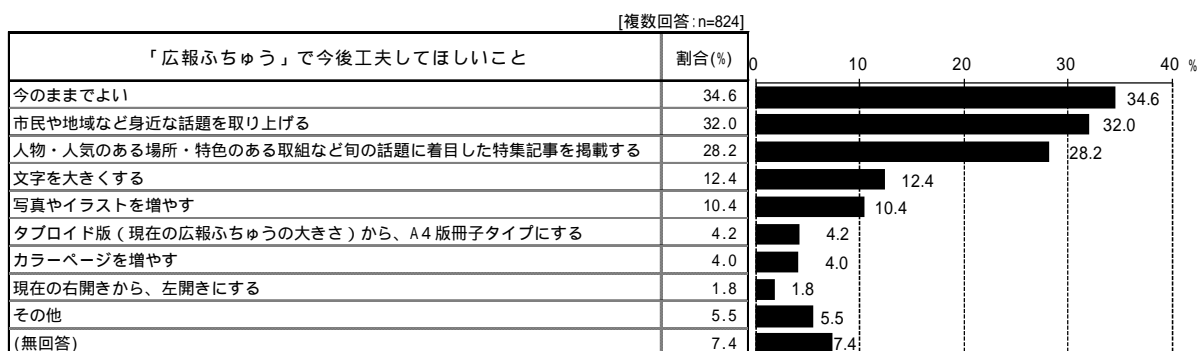 [複数回答:n=824]
「広報ふちゅう」で今後工夫してほしいこと 割合(%) 0 10 20 30 40 %
今のままでよい 34.6 34.6
市民や地域など身近な話題を取り上げる 32.0 32.0
人物・人気のある場所・特色のある取組など旬の話題に着目した特集記事を掲載する 28.2 28.2
文字を大きくする 12.4 12.4
写真やイラストを増やす 10.4 10.4
タブロイド版(現在の広報ふちゅうの大きさ)から、A4版冊子タイプにする 4.2 4.2
カラーページを増やす 4.0 4.0
現在の右開きから、左開きにする 1.8 1.8
その他 5.5 5.5
(無回答) 7.4 7.4